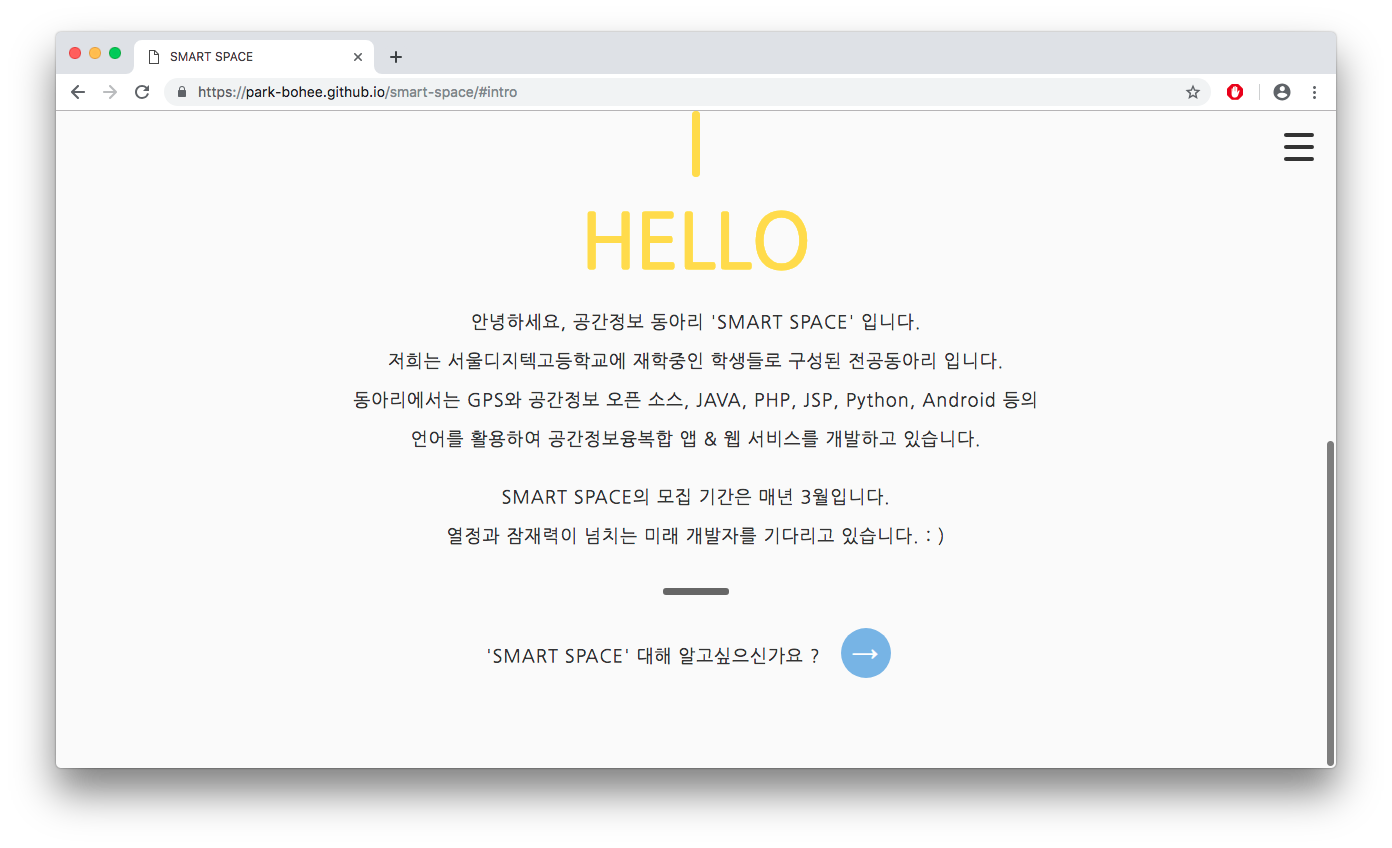 SMART SPACE
https://park-bohee.github.io/smart-space/#intro
HELLO
안녕하세요, 공간정보 동아리 'SMART SPACE' 입니다.
저희는 서울디지텍고등학교에 재학중인 학생들로 구성된 전공동아리 입니다.
동아리에서는 GPS와 공간정보 오픈 소스, JAVA, PHP, JSP, Python, Android 등의
언어를 활용하여 공간정보융복합 앱 & 웹 서비스를 개발하고 있습니다.
SMART SPACE의 모집 기간은 매년 3월입니다.
열정과 잠재력이 넘치는 미래 개발자를 기다리고 있습니다. : )
'SMART SPACE' 대해 알고싶으신가요 ?